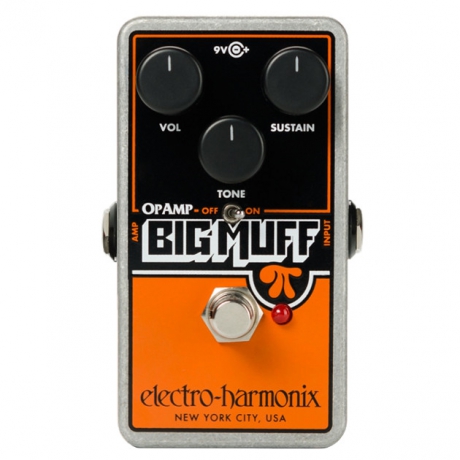 9V +
VOL
SUSTAIN
TONE
OPAMP OFF ON
AMP
BIG MUFF
INPUT
π
electro-harmonix
NEW YORK CITY, USA